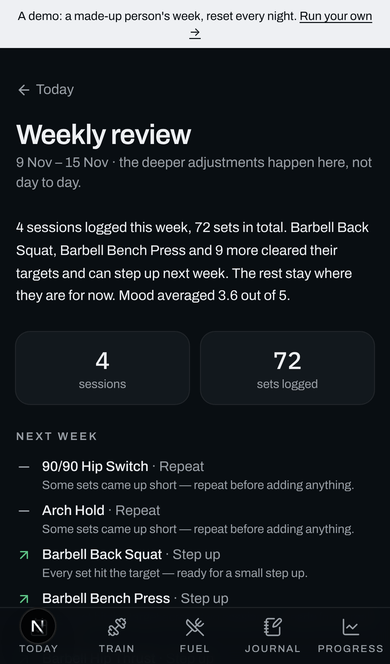 A demo: a made-up person's week, reset every night. Run your own
→
← Today
Weekly review
9 Nov – 15 Nov · the deeper adjustments happen here, not
day to day.
4 sessions logged this week, 72 sets in total. Barbell Back
Squat, Barbell Bench Press and 9 more cleared their
targets and can step up next week. The rest stay where
they are for now. Mood averaged 3.6 out of 5.
4
sessions
72
sets logged
NEXT WEEK
— 90/90 Hip Switch · Repeat
Some sets came up short — repeat before adding anything.
— Arch Hold · Repeat
Some sets came up short — repeat before adding anything.
↗ Barbell Back Squat · Step up
Every set hit the target — ready for a small step up.
↗ Barbell Bench Press · Step up
N
TODAY
TRAIN
FUEL
JOURNAL
PROGRESS